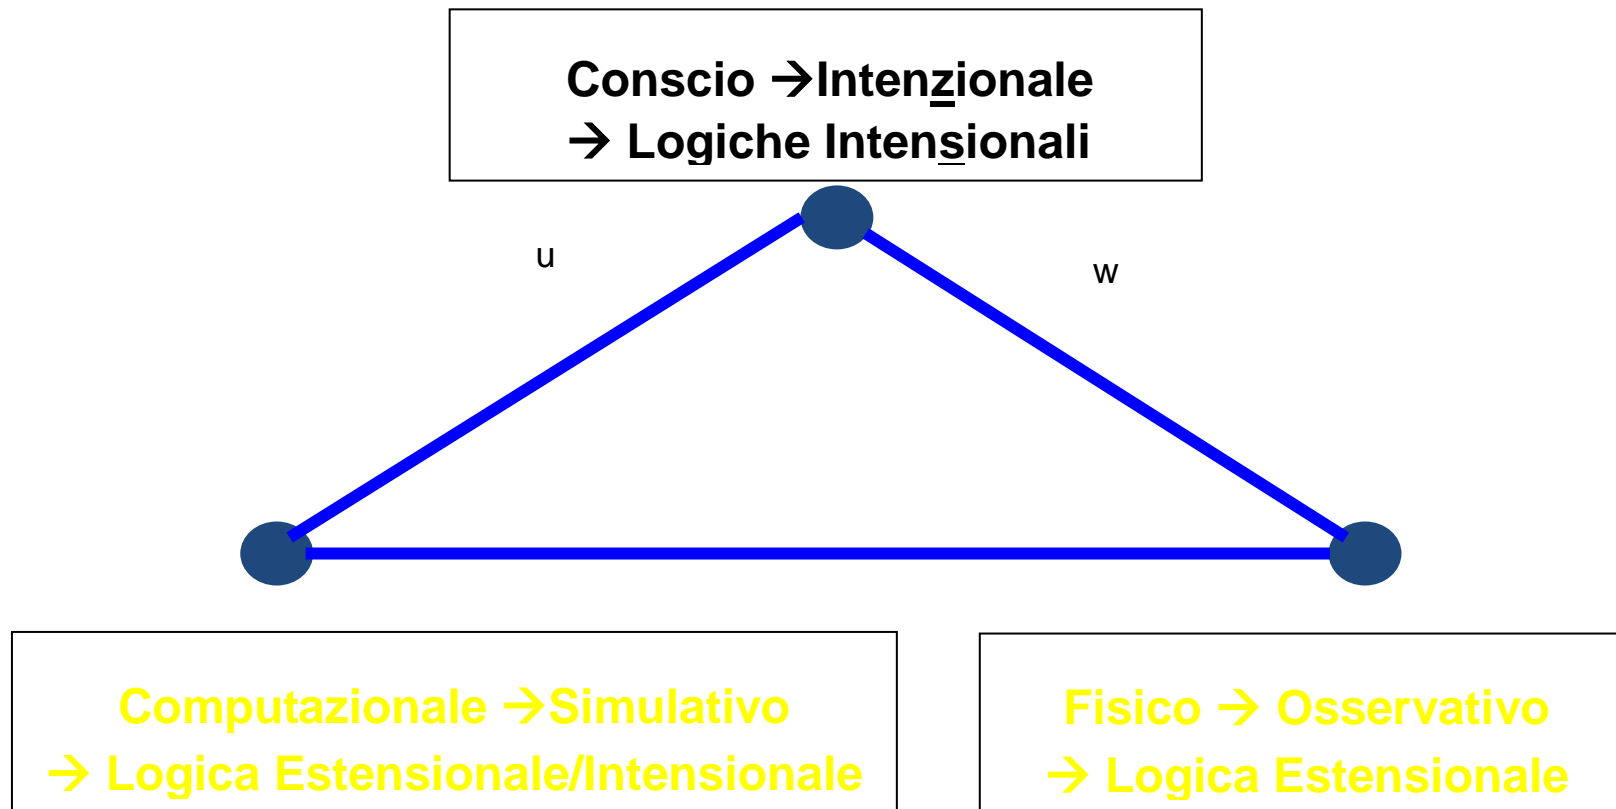 Conscio →Intenzionale
→ Logiche Intensionali
u
w
Computazionale →Simulativo
→ Logica Estensionale/Intensionale
Fisico → Osservativo
→ Logica Estensionale